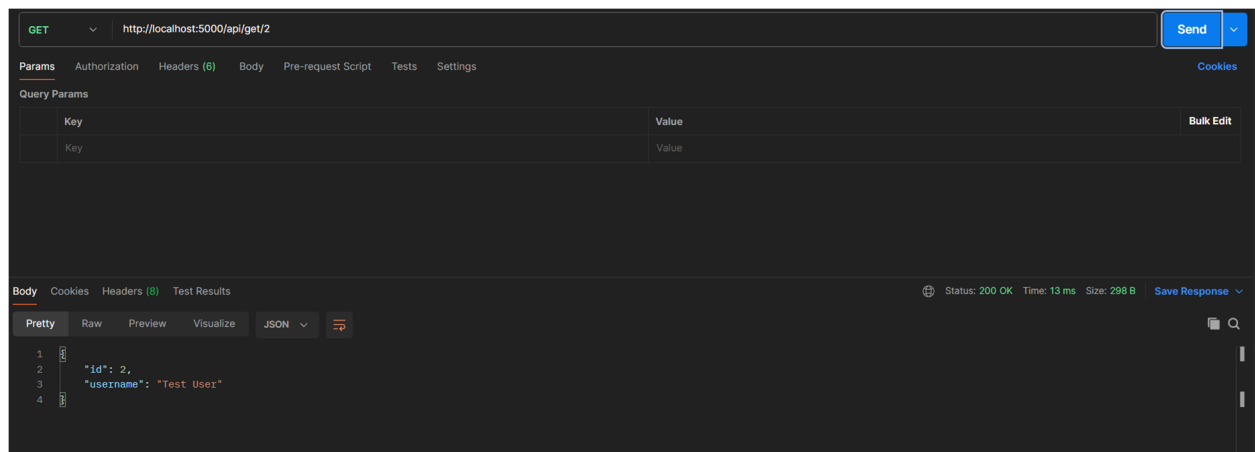 GET http://localhost:5000/api/get/2 Send
Params Authorization Headers (6) Body Pre-request Script Tests Settings Cookies
Query Params
Key Value Bulk Edit
Key Value
Body Cookies Headers (8) Test Results Status: 200 OK Time: 13 ms Size: 298 B Save Response
Pretty Raw Preview Visualize JSON
1 {
2 "id": 2,
3 "username": "Test User"
4 }